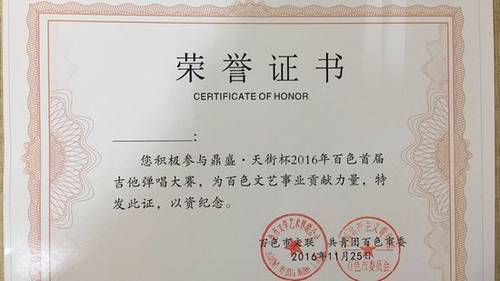 荣誉证书
CERTIFICATE OF HONOR
:
您积极参与鼎盛·天街杯2016年百色首届
吉他弹唱大赛，为百色文艺事业贡献力量，特
发此证，以资纪念。
百色市文联 共青团百色市委
2016年11月25日